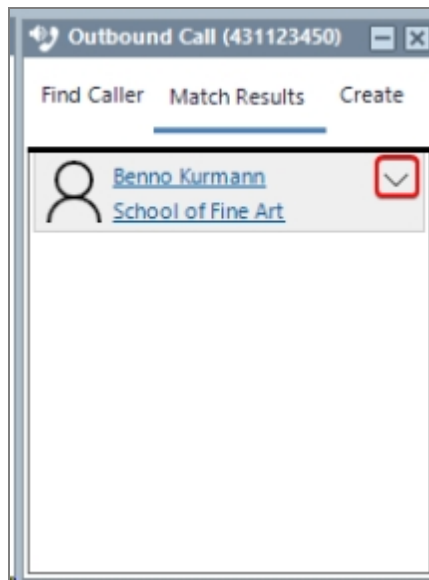 Outbound Call (431123450)
Find Caller Match Results Create
Benno Kurmann
School of Fine Art